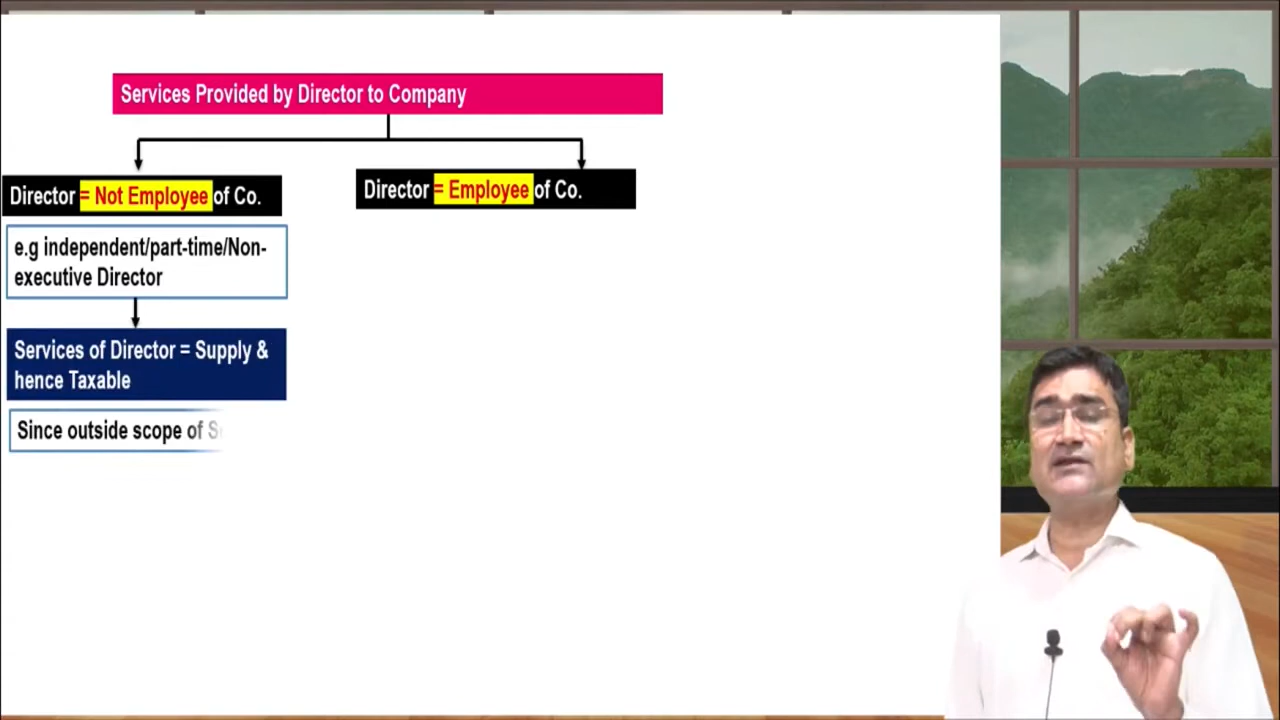 Services Provided by Director to Company
Director = Not Employee of Co.
Director = Employee of Co.
e.g independent/part-time/Non-
executive Director
Services of Director = Supply &
hence Taxable
Since outside scope of